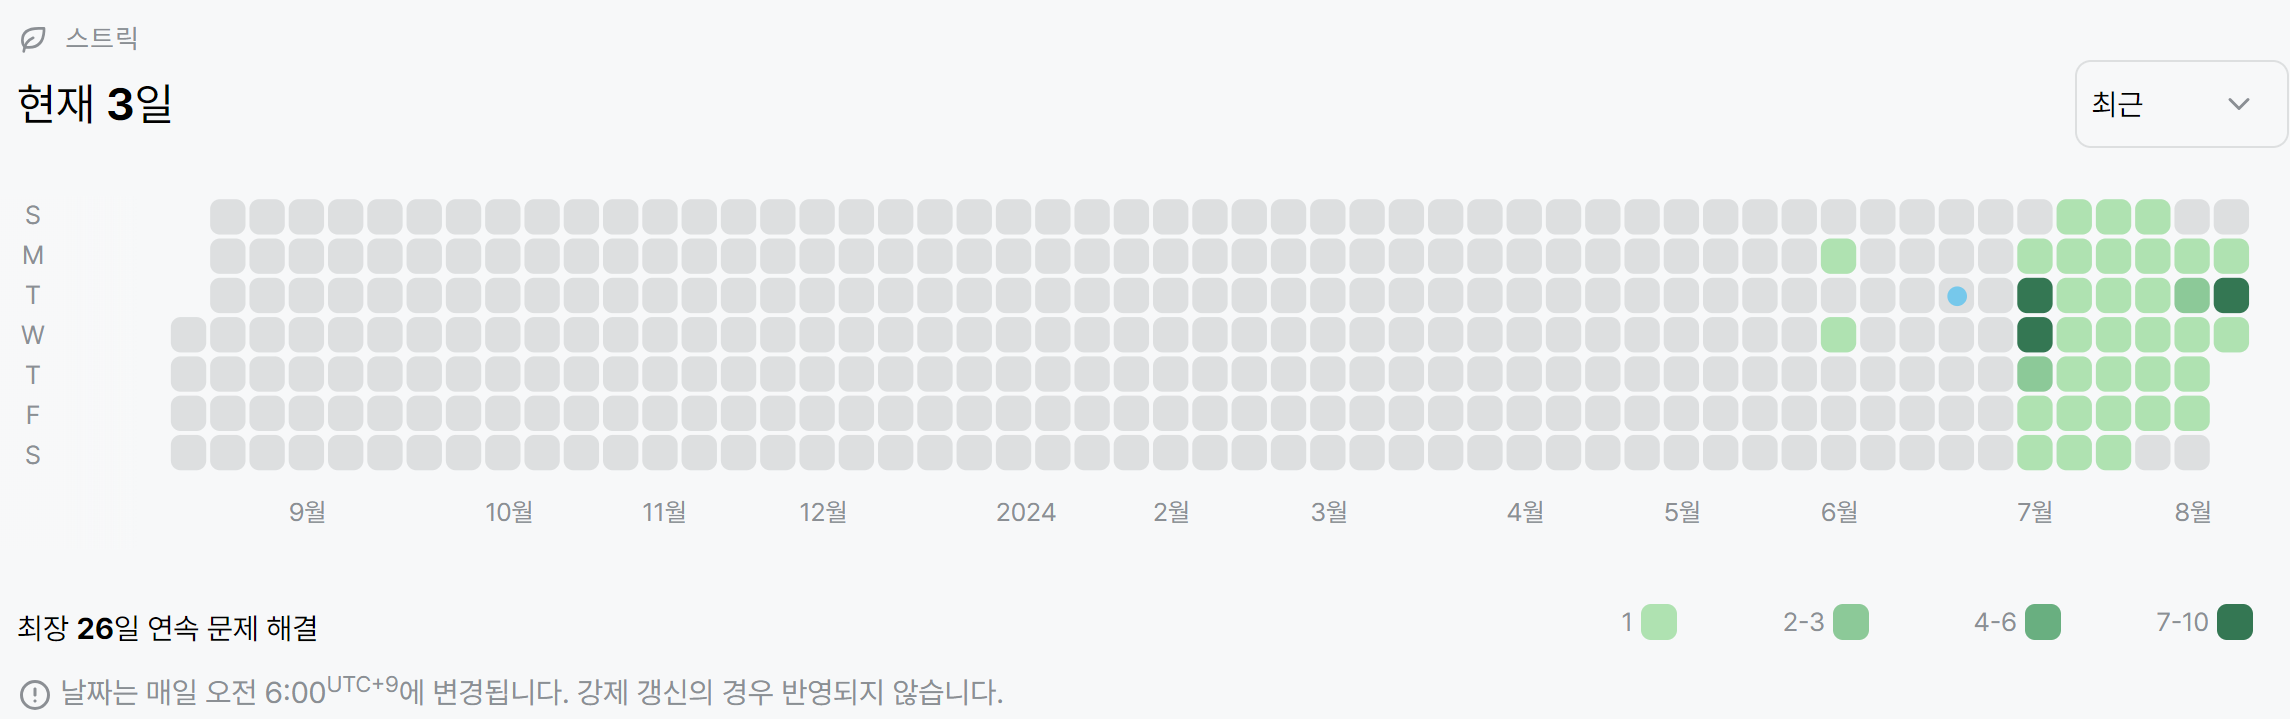 스트릭
현재 3일
최근
S
M
T
W
T
F
S
9월 10월 11월 12월 2024 2월 3월 4월 5월 6월 7월 8월
최장 26일 연속 문제 해결
1 2-3 4-6 7-10
날짜는 매일 오전 6:00UTC+9에 변경됩니다. 강제 갱신의 경우 반영되지 않습니다.